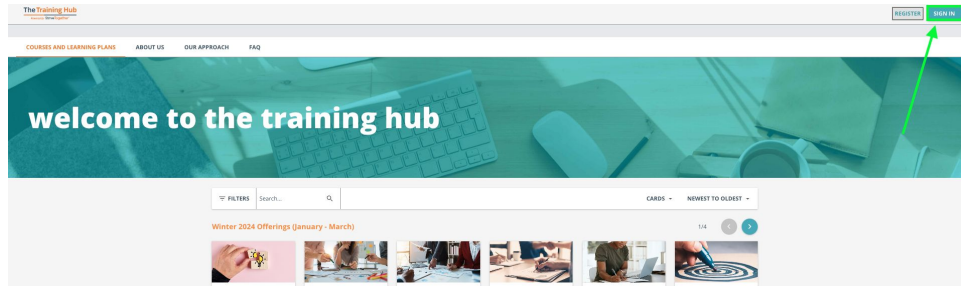 The Training Hub
REGISTER
SIGN IN
COURSES AND LEARNING PLANS
ABOUT US
OUR APPROACH
FAQ
welcome to the training hub
FILTERS
Search...
CARDS
NEWEST TO OLDEST
Winter 2024 Offerings (January - March)
1/4